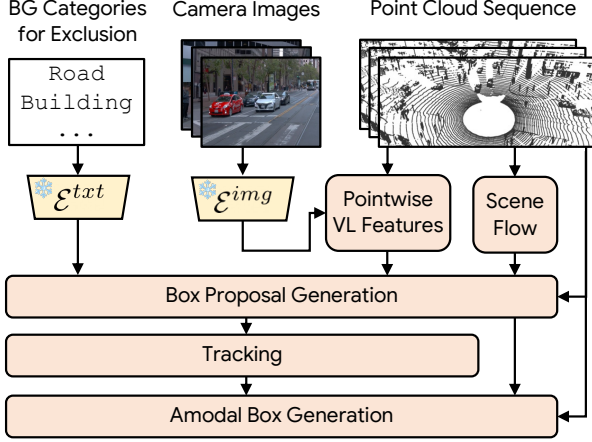 BG Categories
for Exclusion
Camera Images
Point Cloud Sequence
Road
Building
...
ℰ^{txt}
ℰ^{img}
Pointwise
VL Features
Scene
Flow
Box Proposal Generation
Tracking
Amodal Box Generation